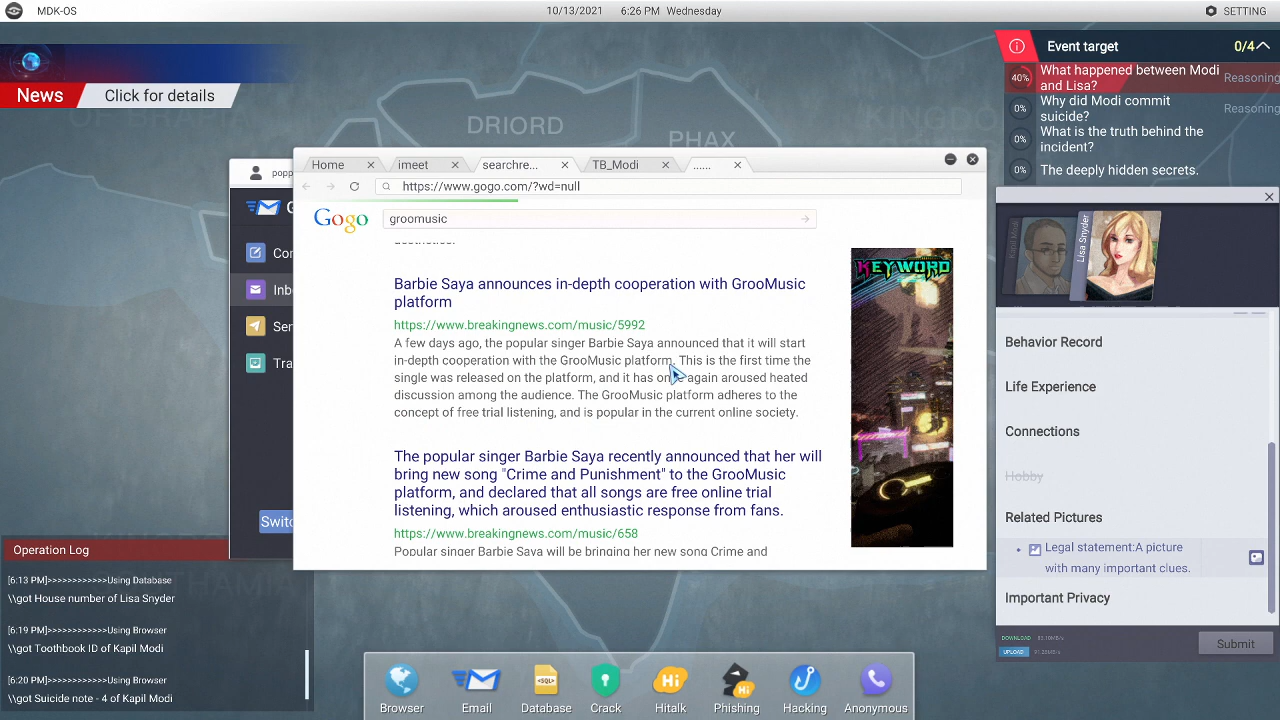 MDK-OS
10/13/2021 6:26 PM Wednesday
SETTING
News
Click for details
DRIORD
PHAX
Event target
0/4
40%
What happened between Modi
and Lisa?
Reasoning
0%
Why did Modi commit
suicide?
Reasoning
0%
What is the truth behind the
incident?
0%
The deeply hidden secrets.
popp
Co
Inb
Se
Tra
Switc
Home
imeet
searchre...
TB_Modi
......
https://www.gogo.com/?wd=null
Gogo
groomusic
Barbie Saya announces in-depth cooperation with GrooMusic
platform
https://www.breakingnews.com/music/5992
A few days ago, the popular singer Barbie Saya announced that it will start
in-depth cooperation with the GrooMusic platform. This is the first time the
single was released on the platform, and it has once again aroused heated
discussion among the audience. The GrooMusic platform adheres to the
concept of free trial listening, and is popular in the current online society.
The popular singer Barbie Saya recently announced that her will
bring new song "Crime and Punishment" to the GrooMusic
platform, and declared that all songs are free online trial
listening, which aroused enthusiastic response from fans.
https://www.breakingnews.com/music/658
Popular singer Barbie Saya will be bringing her new song Crime and
KEYWORD
Kapil Modi
Lisa Snyder
Behavior Record
Life Experience
Connections
Hobby
Related Pictures
Legal statement:A picture
with many important clues.
Important Privacy
DOWNLOAD
UPLOAD
Submit
Operation Log
[6:13 PM]>>>>>>>>>>>>Using Database
\\got House number of Lisa Snyder
[6:19 PM]>>>>>>>>>>>>Using Browser
\\got Toothbook ID of Kapil Modi
[6:20 PM]>>>>>>>>>>>>Using Browser
\\got Suicide note - 4 of Kapil Modi
Browser
Email
SQL
Database
Crack
Hi
Hitalk
Hi
Phishing
Hacking
Anonymous